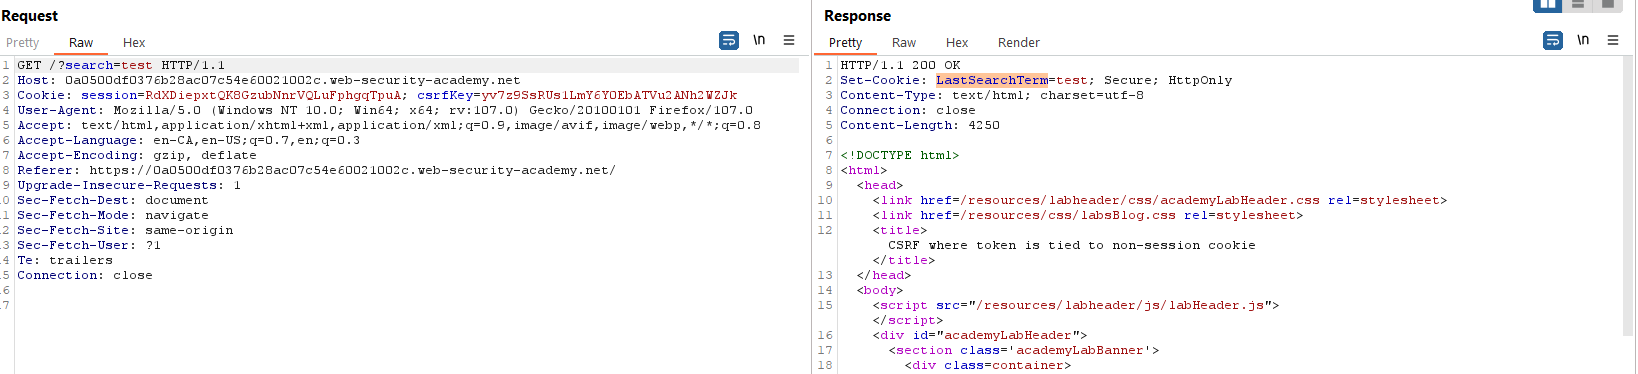 Request
Pretty Raw Hex
\n
1 GET /?search=test HTTP/1.1
2 Host: 0a0500df0376b28ac07c54e60021002c.web-security-academy.net
3 Cookie: session=RdXDiepxtQK8GzubNnrVQLuFphgqTpuA; csrfKey=yv7z9SsRUs1LmY6Y0EbATVu2ANh2WZJk
4 User-Agent: Mozilla/5.0 (Windows NT 10.0; Win64; x64; rv:107.0) Gecko/20100101 Firefox/107.0
5 Accept: text/html,application/xhtml+xml,application/xml;q=0.9,image/avif,image/webp,*/*;q=0.8
6 Accept-Language: en-CA,en-US;q=0.7,en;q=0.3
7 Accept-Encoding: gzip, deflate
8 Referer: https://0a0500df0376b28ac07c54e60021002c.web-security-academy.net/
9 Upgrade-Insecure-Requests: 1
10 Sec-Fetch-Dest: document
11 Sec-Fetch-Mode: navigate
12 Sec-Fetch-Site: same-origin
13 Sec-Fetch-User: ?1
14 Te: trailers
15 Connection: close
16
17
Response
Pretty Raw Hex Render
\n
1 HTTP/1.1 200 OK
2 Set-Cookie: LastSearchTerm=test; Secure; HttpOnly
3 Content-Type: text/html; charset=utf-8
4 Connection: close
5 Content-Length: 4250
6
7 <!DOCTYPE html>
8 <html>
9 <head>
10 <link href=/resources/labheader/css/academyLabHeader.css rel=stylesheet>
11 <link href=/resources/css/labsBlog.css rel=stylesheet>
12 <title>
CSRF where token is tied to non-session cookie
</title>
13 </head>
14 <body>
15 <script src="/resources/labheader/js/labHeader.js">
</script>
16 <div id="academyLabHeader">
17 <section class='academyLabBanner'>
18 <div class=container>